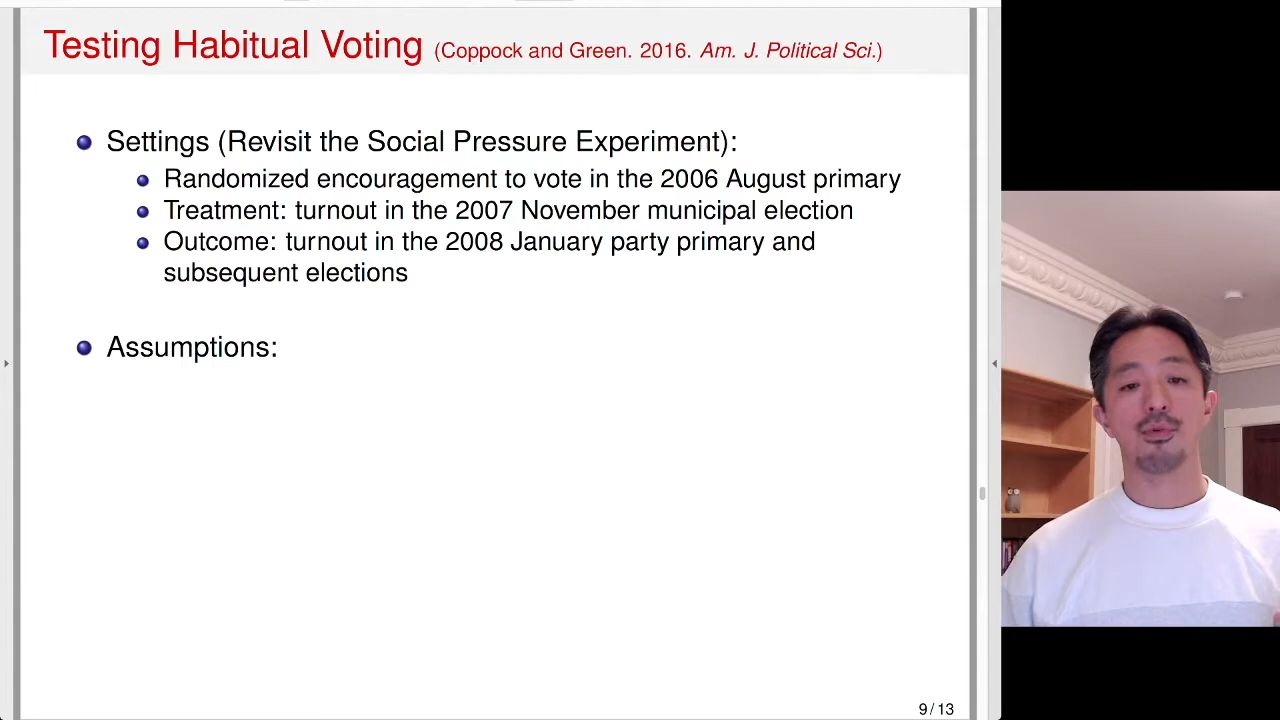 Testing Habitual Voting (Coppock and Green. 2016. Am. J. Political Sci.)
Settings (Revisit the Social Pressure Experiment):
Randomized encouragement to vote in the 2006 August primary
Treatment: turnout in the 2007 November municipal election
Outcome: turnout in the 2008 January party primary and
subsequent elections
Assumptions:
9 / 13